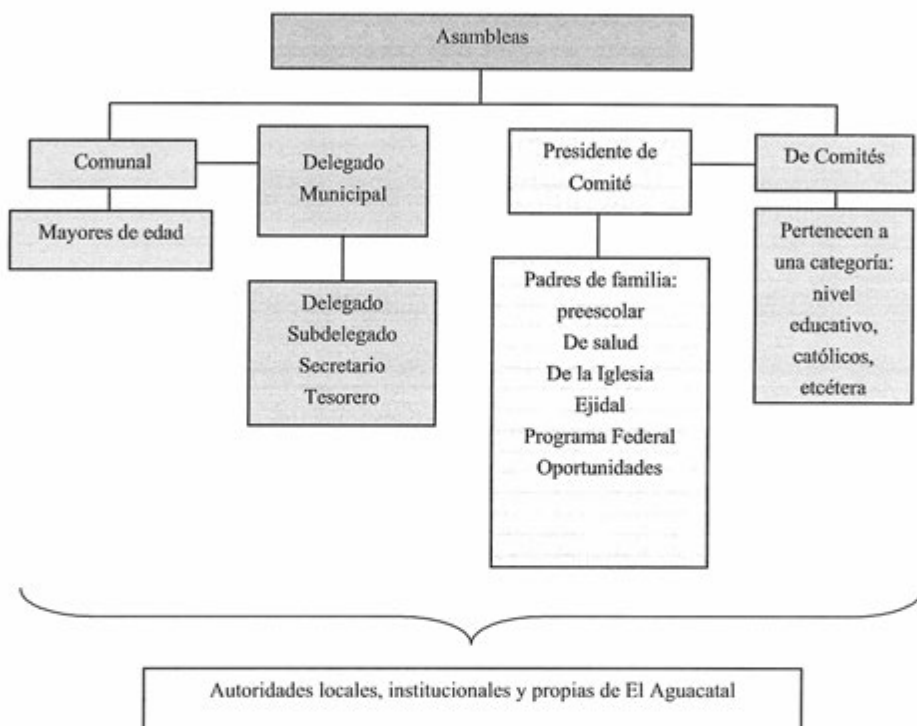 Asambleas
Comunal
Delegado
Municipal
Presidente de
Comité
De Comités
Mayores de edad
Delegado
Subdelegado
Secretario
Tesorero
Padres de familia:
preescolar
De salud
De la Iglesia
Ejidal
Programa Federal
Oportunidades
Pertenecen a
una categoría:
nivel
educativo,
católicos,
etcétera
Autoridades locales, institucionales y propias de El Aguacatal